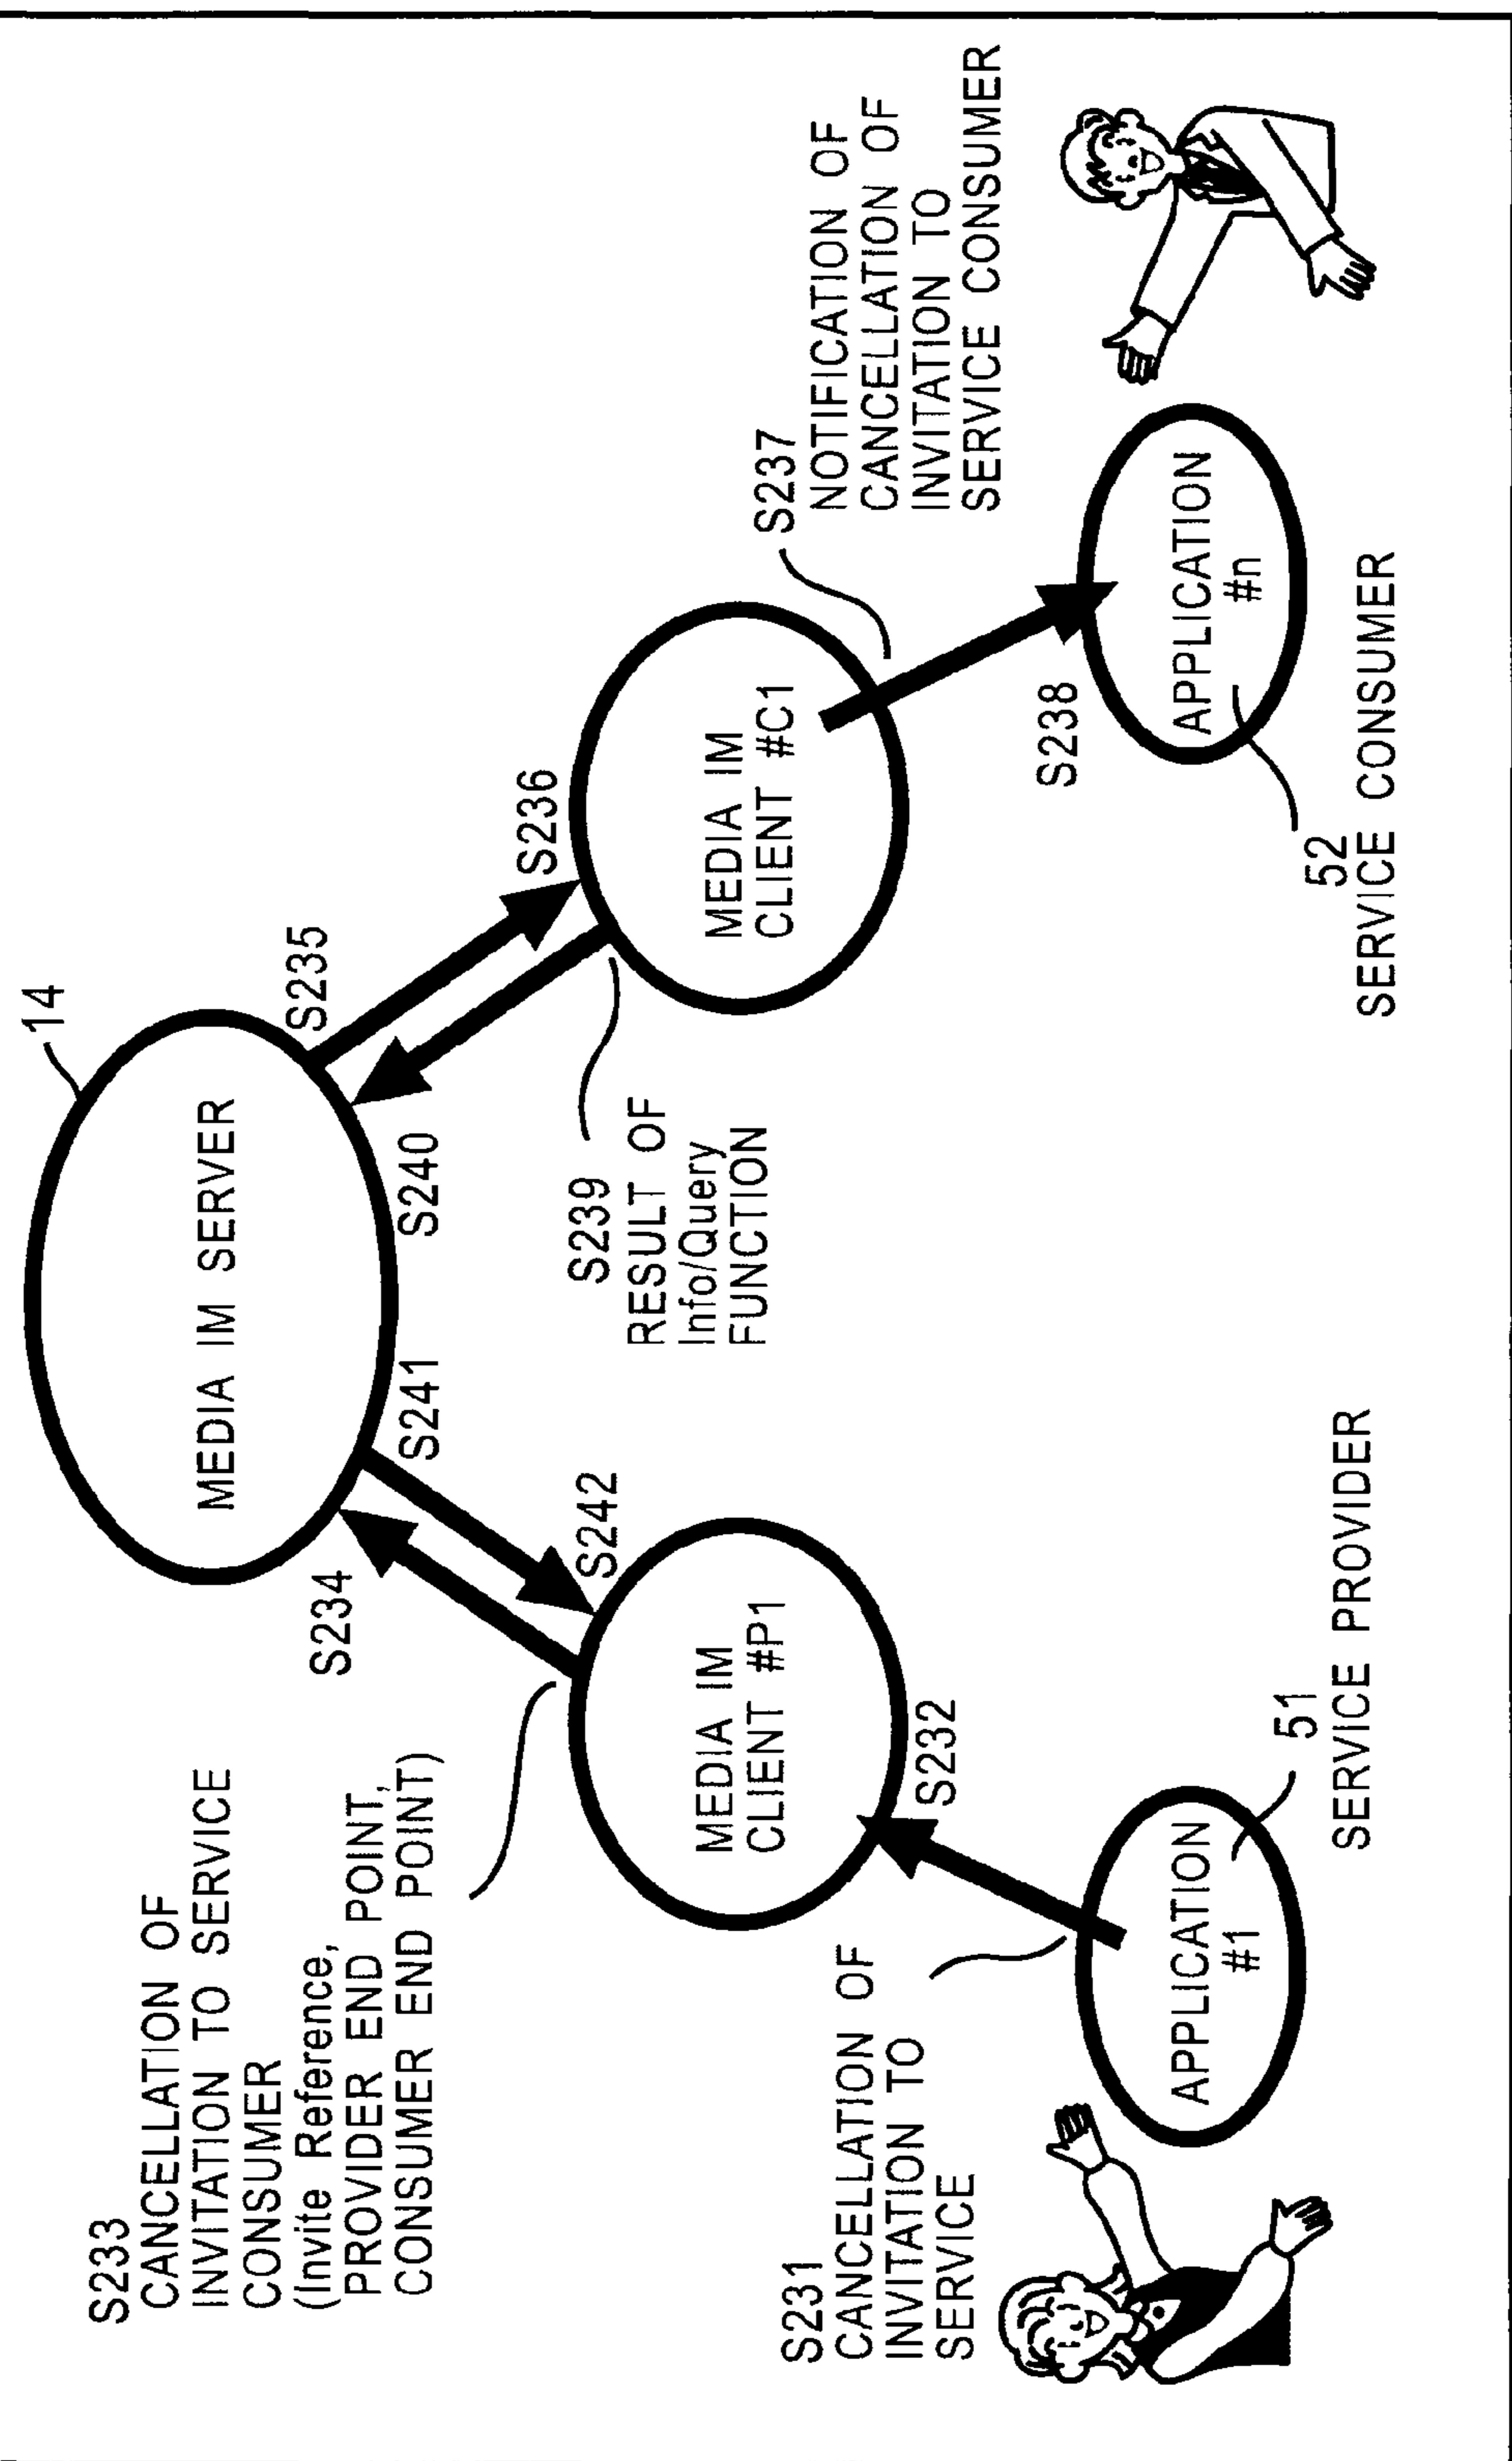 14
MEDIA IM SERVER
S233
CANCELLATION OF
INVITATION TO SERVICE
CONSUMER
(Invite Reference,
PROVIDER END POINT,
CONSUMER END POINT)
S234
S241
S240
S235
S242
S236
S239
RESULT OF
Info/Query
FUNCTION
MEDIA IM
CLIENT #P1
MEDIA IM
CLIENT #C1
S231
CANCELLATION OF
INVITATION TO
SERVICE
S232
S237
NOTIFICATION OF
CANCELLATION OF
INVITATION TO
SERVICE CONSUMER
S238
APPLICATION
#1
APPLICATION
#n
51
SERVICE PROVIDER
52
SERVICE CONSUMER